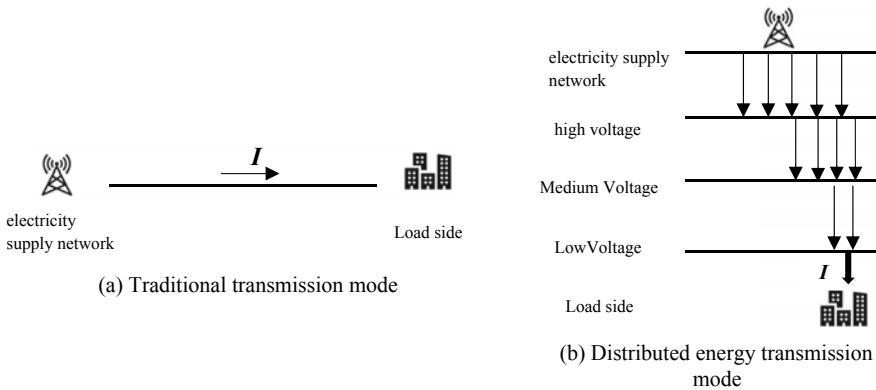 I
electricity
supply network
Load side
(a) Traditional transmission mode
electricity supply
network
high voltage
Medium Voltage
LowVoltage
I
Load side
(b) Distributed energy transmission
mode